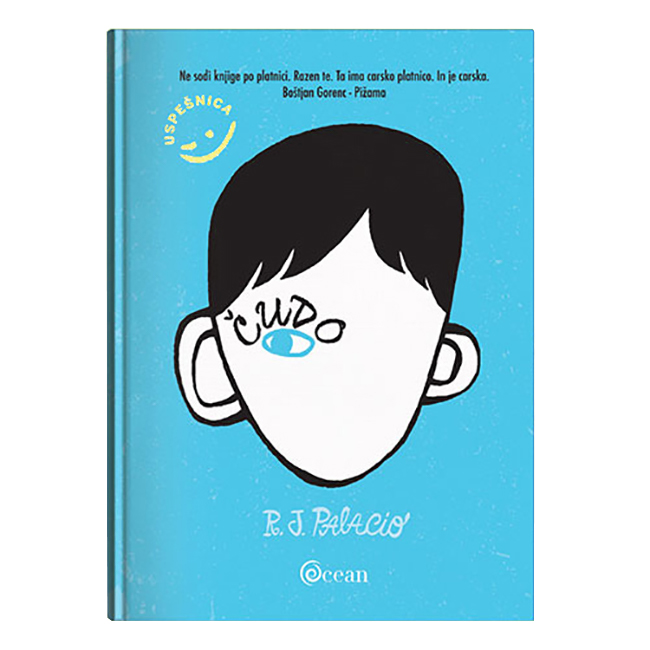 Ne sodi knjige po platnici. Razen te. Ta ima carsko platnico. In je carska.
Boštjan Gorenc - Pižama
USPEŠNICA
ČUDO
R. J. PALACIO
Ocean